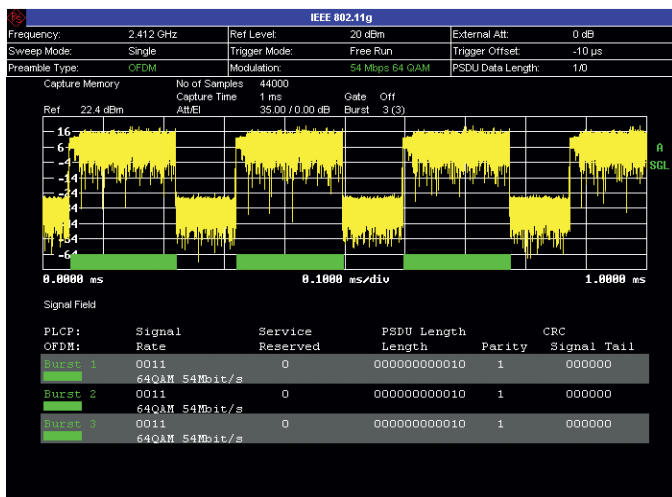 IEEE 802.11g
Frequency: 2.412 GHz Ref Level: 20 dBm External Att: 0 dB
Sweep Mode: Single Trigger Mode: Free Run Trigger Offset: -10 µs
Preamble Type: OFDM Modulation: 54 Mbps 64 QAM PSDU Data Length: 1/0
Capture Memory No of Samples 44000
Capture Time 1 ms Gate Off
Ref 22.4 dBm Att/El 35.00 / 0.00 dB Burst 3 (3)
16
6
-4
A
-14
SGL
-24
-34
-44
-54
-64
0.0000 ms 0.1000 ms/div 1.0000 ms
Signal Field
PLCP: Signal Service PSDU Length CRC
OFDM: Rate Reserved Length Parity Signal Tail
Burst 1 0011 0 000000000010 1 000000
64QAM 54Mbit/s
Burst 2 0011 0 000000000010 1 000000
64QAM 54Mbit/s
Burst 3 0011 0 000000000010 1 000000
64QAM 54Mbit/s